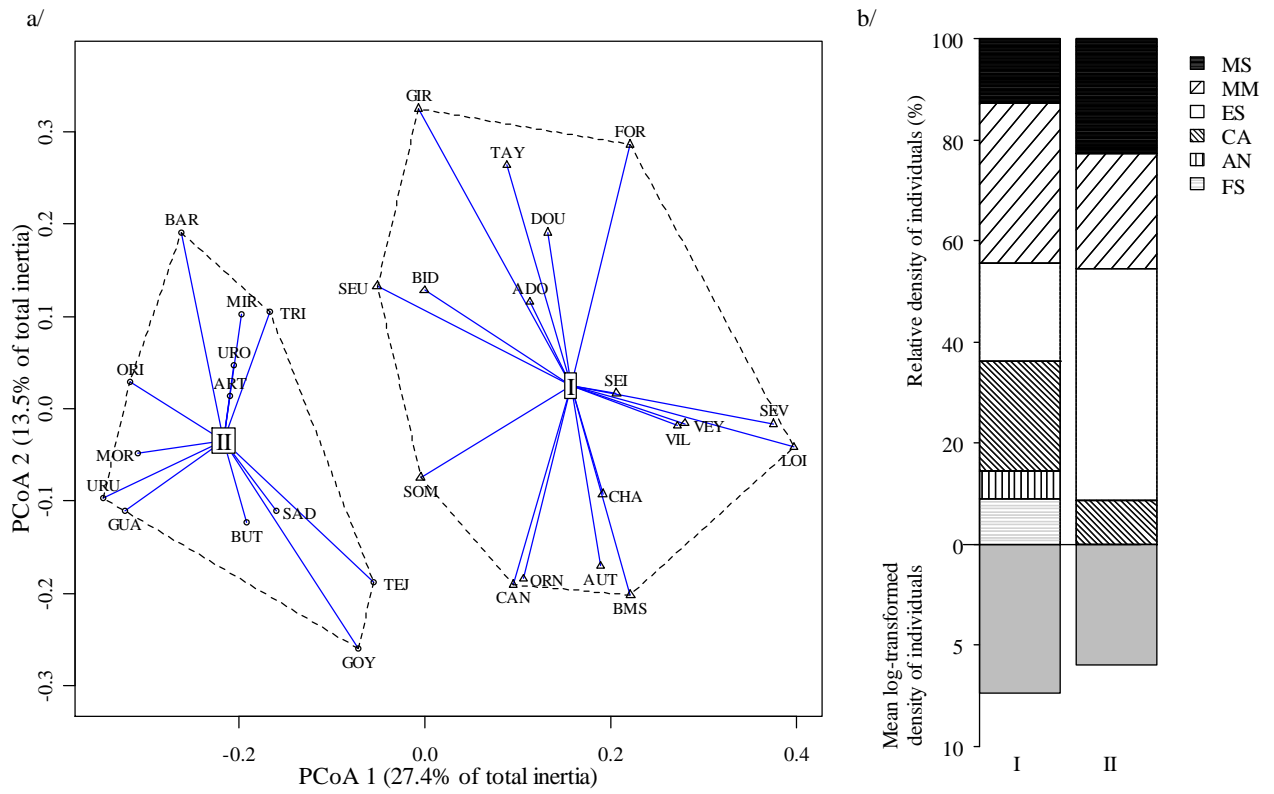 a/
PCoA 2 (13.5% of total inertia)
0.3
0.2
0.1
0.0
-0.1
-0.2
-0.3
GIR
FOR
TAY
BAR
DOU
SEU
BID
ADO
MIR
TRI
URO
ORI
ART
SEI
I
SEV
VEY
VIL
LOI
II
MOR
SOM
URU
CHA
GUA
SAD
BUT
TEJ
ORN
AUT
CAN
BMS
GOY
-0.2
0.0
0.2
0.4
PCoA 1 (27.4% of total inertia)
b/
Relative density of individuals (%)
100
80
60
40
20
0
5
10
Mean log-transformed
density of individuals
I
II
MS
MM
ES
CA
AN
FS